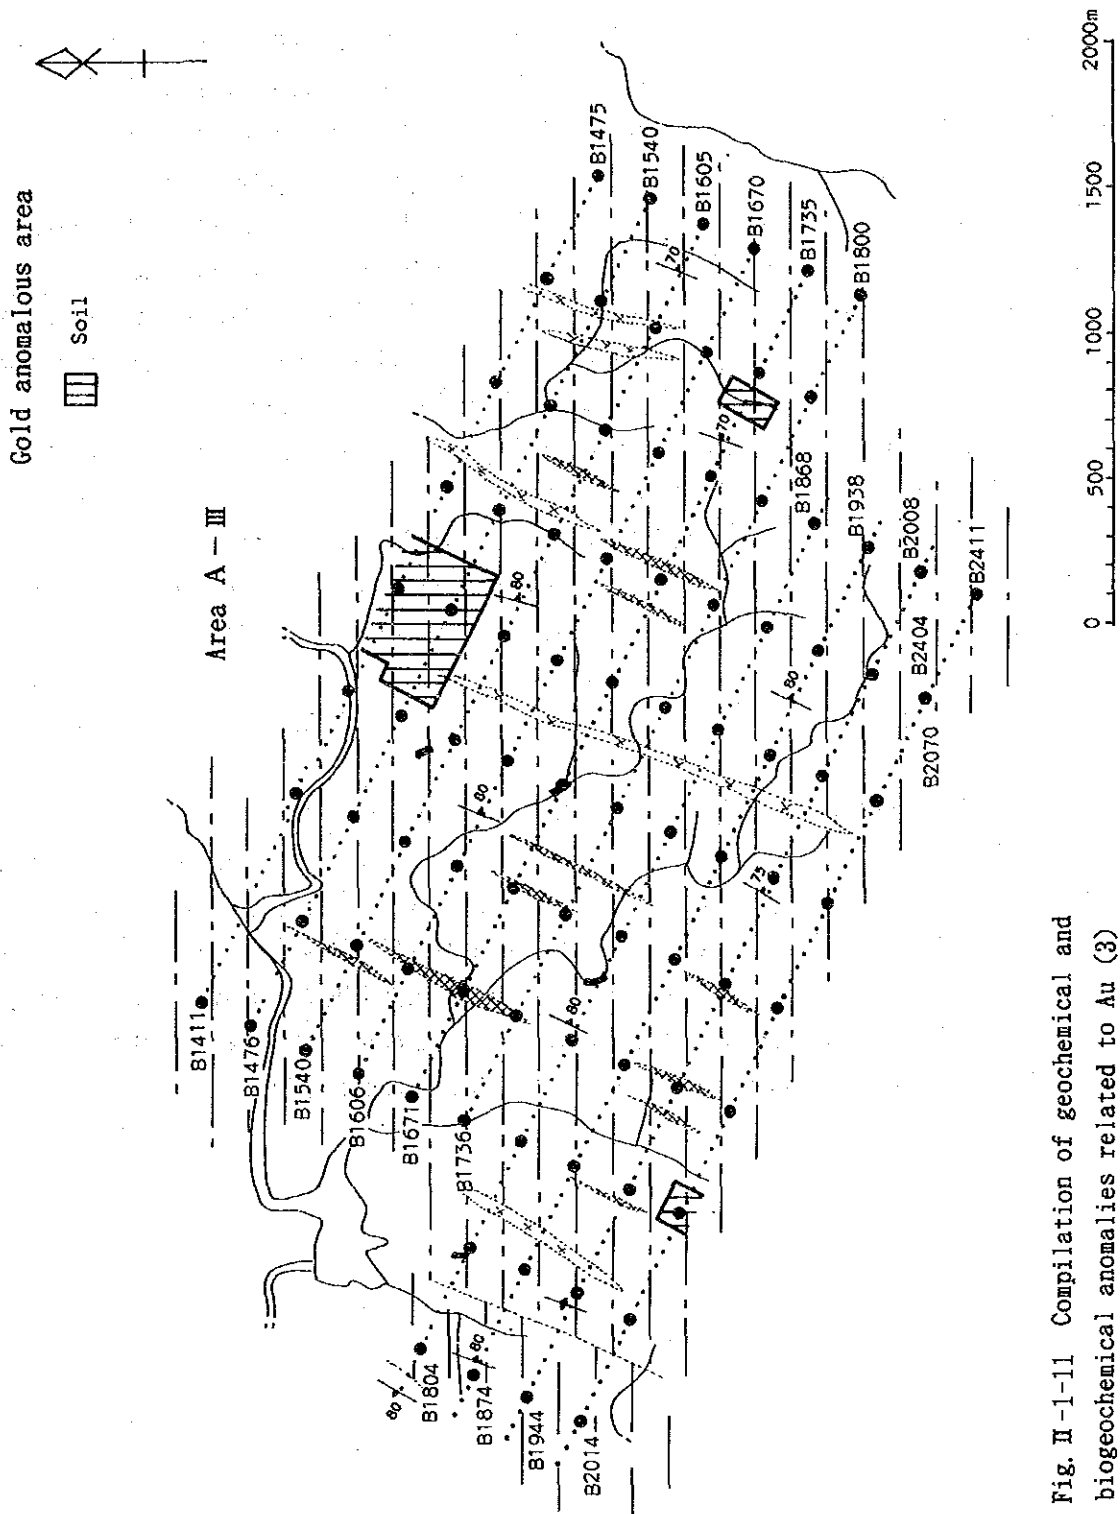 Gold anomalous area
Soil
Area A-Ⅲ
B1411
B1476
B1540
B1606
B1671
B1736
B1804
B1874
B1944
B2014
B1475
B1540
B1605
B1670
B1735
B1800
B1868
B1938
B2008
B2404
B2411
B2070
80
80
80
80
80
80
75
70
70
0 500 1000 1500 2000m
Fig. Ⅱ-1-11 Compilation of geochemical and
biogeochemical anomalies related to Au (3)